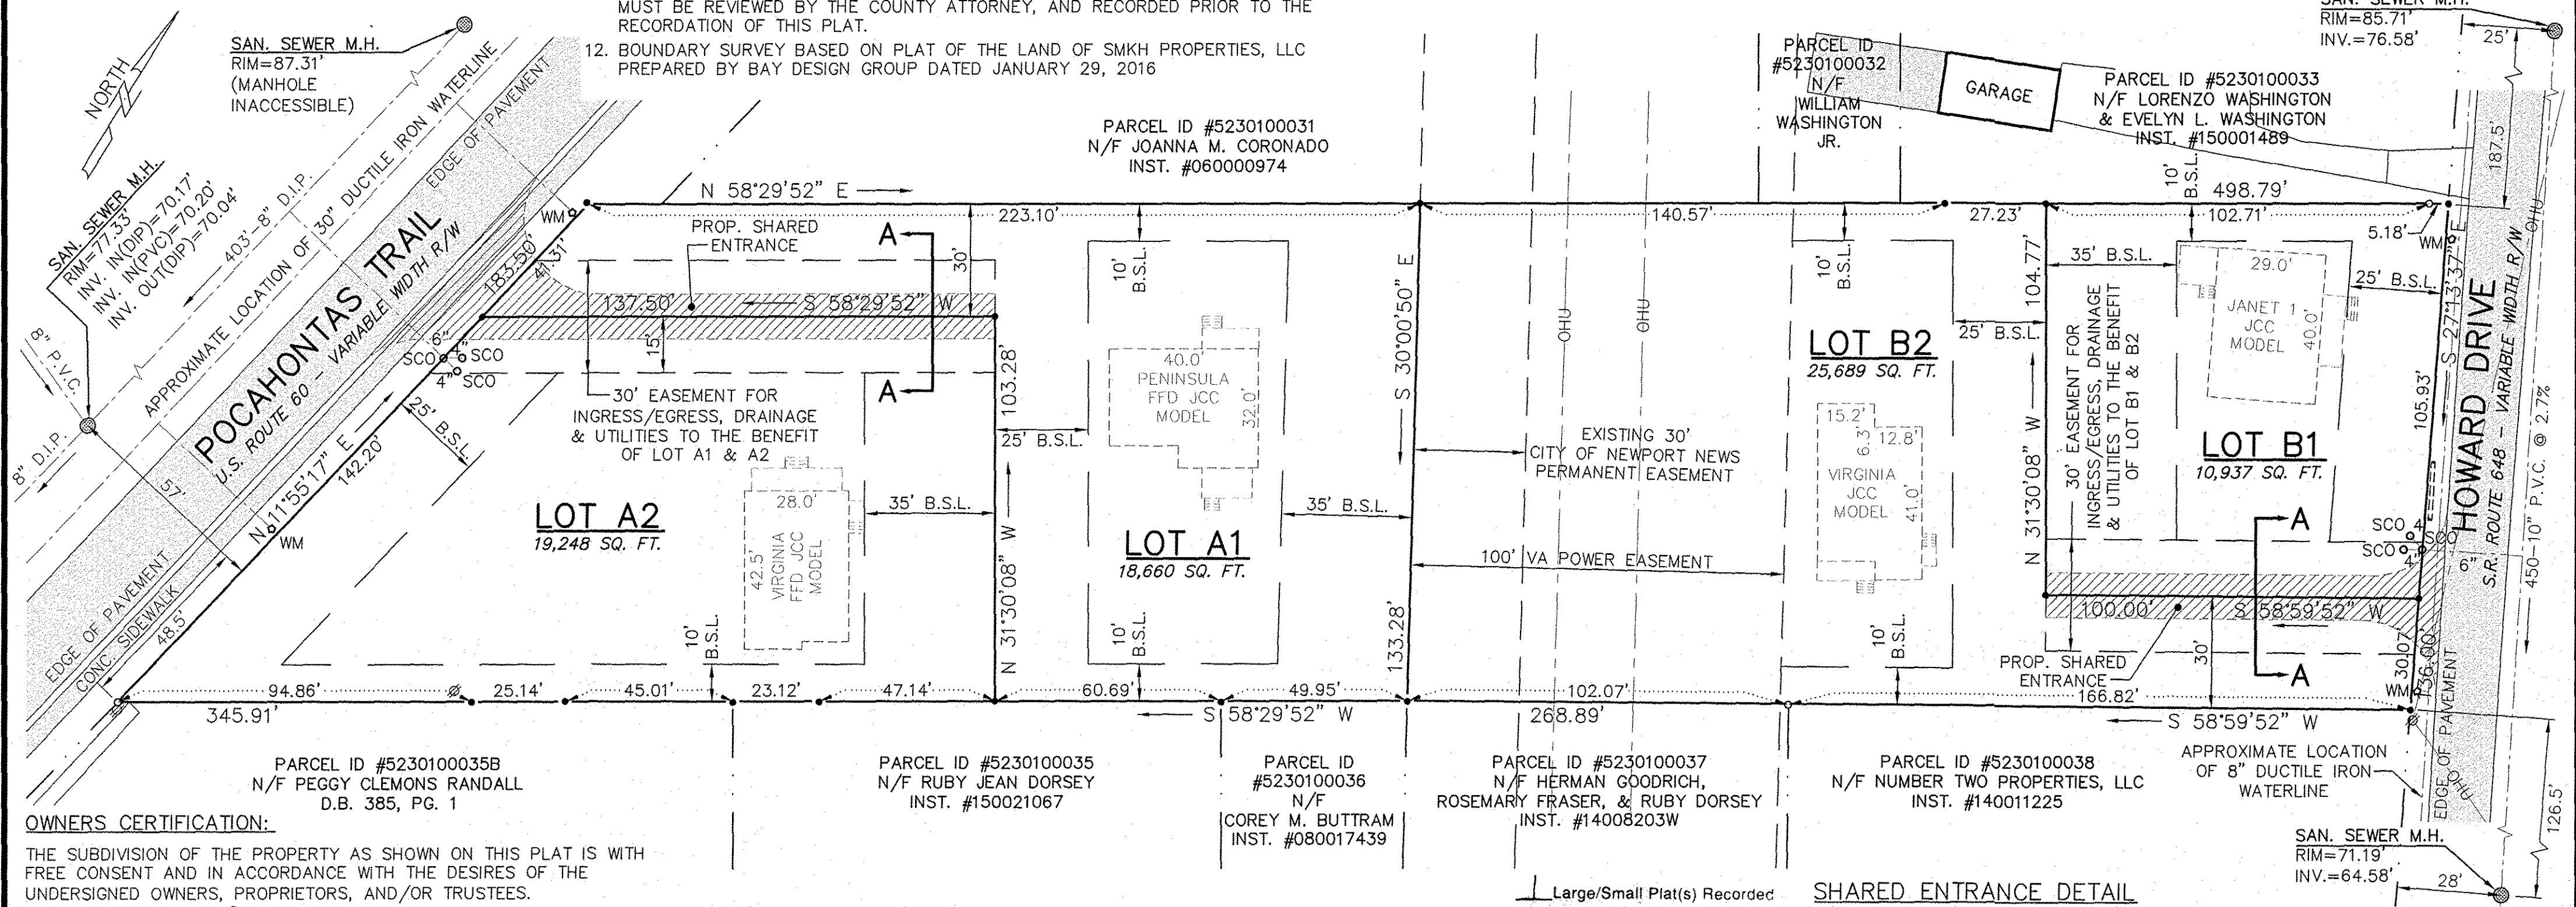 MUST BE REVIEWED BY THE COUNTY ATTORNEY, AND RECORDED PRIOR TO THE
RECORDATION OF THIS PLAT.
12. BOUNDARY SURVEY BASED ON PLAT OF THE LAND OF SMKH PROPERTIES, LLC
PREPARED BY BAY DESIGN GROUP DATED JANUARY 29, 2016
NORTH
SAN. SEWER M.H.
RIM=87.31'
(MANHOLE
INACCESSIBLE)
SAN. SEWER M.H.
RIM=77.33'
INV. IN(DIP)=70.17'
INV. IN(PVC)=70.20'
INV. OUT(DIP)=70.04'
403'-8" D.I.P.
APPROXIMATE LOCATION OF 30" DUCTILE IRON WATERLINE
EDGE OF PAVEMENT
POCAHONTAS TRAIL
U.S. ROUTE 60 - VARIABLE WIDTH R/W
8" P.V.C.
8" D.I.P.
57'
EDGE OF PAVEMENT
CONC. SIDEWALK
48.5'
N 11°55'17" E
142.20'
183.50'
41.31'
WM
WM
6"
SCO
4"
SCO
4"
SCO
25' B.S.L.
PARCEL ID #5230100031
N/F JOANNA M. CORONADO
INST. #060000974
PARCEL ID
#5230100032
N/F
WILLIAM
WASHINGTON
JR.
GARAGE
PARCEL ID #5230100033
N/F LORENZO WASHINGTON
& EVELYN L. WASHINGTON
INST. #150001489
SAN. SEWER M.H.
RIM=85.71'
INV.=76.58'
25'
187.5'
N 58°29'52" E
498.79'
223.10'
140.57'
27.23'
102.71'
5.18'
WM
PROP. SHARED
ENTRANCE
A
A
30'
137.50'
S 58°29'52" W
15'
30' EASEMENT FOR
INGRESS/EGRESS, DRAINAGE
& UTILITIES TO THE BENEFIT
OF LOT A1 & A2
LOT A2
19,248 SQ. FT.
28.0'
42.5'
VIRGINIA
FFD JCC
MODEL
35' B.S.L.
10'
B.S.L.
103.28'
N 31°30'08" W
25' B.S.L.
10'
B.S.L.
40.0'
PENINSULA
FFD JCC
MODEL
32.0'
LOT A1
18,660 SQ. FT.
35' B.S.L.
10'
B.S.L.
S 30°00'50" E
133.28'
OHU
OHU
EXISTING 30'
CITY OF NEWPORT NEWS
PERMANENT EASEMENT
100' VA POWER EASEMENT
10'
B.S.L.
LOT B2
25,689 SQ. FT.
15.2'
6.3
12.8'
VIRGINIA
JCC
MODEL
41.0'
10'
B.S.L.
25' B.S.L.
104.77'
N 31°30'08" W
35' B.S.L.
30' EASEMENT FOR
INGRESS/EGRESS, DRAINAGE
& UTILITIES TO THE BENEFIT
OF LOT B1 & B2
10'
B.S.L.
29.0'
JANET 1
JCC
MODEL
40.0'
25' B.S.L.
LOT B1
10,937 SQ. FT.
A
A
SCO
4"
SCO
4"
6"
100.00'
S 58°59'52" W
PROP. SHARED
ENTRANCE
30'
30.07'
136.00'
WM
S 27°13'37" E
105.93'
HOWARD DRIVE
S.R. ROUTE 648 - VARIABLE WIDTH R/W
OHU
450-10" P.V.C. @ 2.7%
EDGE OF PAVEMENT
OHU
94.86'
25.14'
45.01'
23.12'
47.14'
60.69'
49.95'
102.07'
166.82'
345.91'
S 58°29'52" W
268.89'
S 58°59'52" W
PARCEL ID #5230100035B
N/F PEGGY CLEMONS RANDALL
D.B. 385, PG. 1
PARCEL ID #5230100035
N/F RUBY JEAN DORSEY
INST. #150021067
PARCEL ID
#5230100036
N/F
COREY M. BUTTRAM
INST. #080017439
PARCEL ID #5230100037
N/F HERMAN GOODRICH,
ROSEMARY FRASER, & RUBY DORSEY
INST. #14008203W
PARCEL ID #5230100038
N/F NUMBER TWO PROPERTIES, LLC
INST. #140011225
APPROXIMATE LOCATION
OF 8" DUCTILE IRON
WATERLINE
126.5'
SAN. SEWER M.H.
RIM=71.19'
INV.=64.58'
28'
OWNERS CERTIFICATION:
THE SUBDIVISION OF THE PROPERTY AS SHOWN ON THIS PLAT IS WITH
FREE CONSENT AND IN ACCORDANCE WITH THE DESIRES OF THE
UNDERSIGNED OWNERS, PROPRIETORS, AND/OR TRUSTEES.
Large/Small Plat(s) Recorded
SHARED ENTRANCE DETAIL